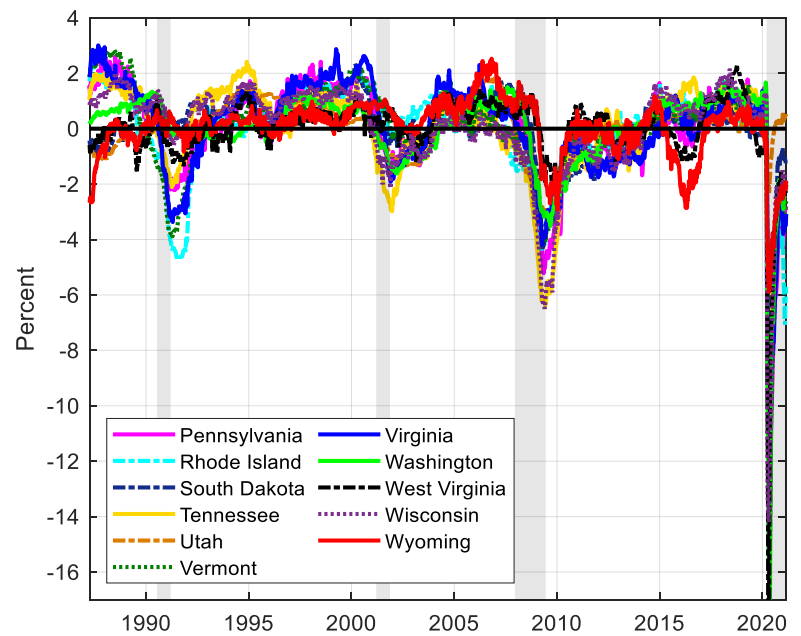 4
2
0
-2
-4
-6
-8
-10
-12
-14
-16
Percent
Pennsylvania
Rhode Island
South Dakota
Tennessee
Utah
Vermont
Virginia
Washington
West Virginia
Wisconsin
Wyoming
1990 1995 2000 2005 2010 2015 2020